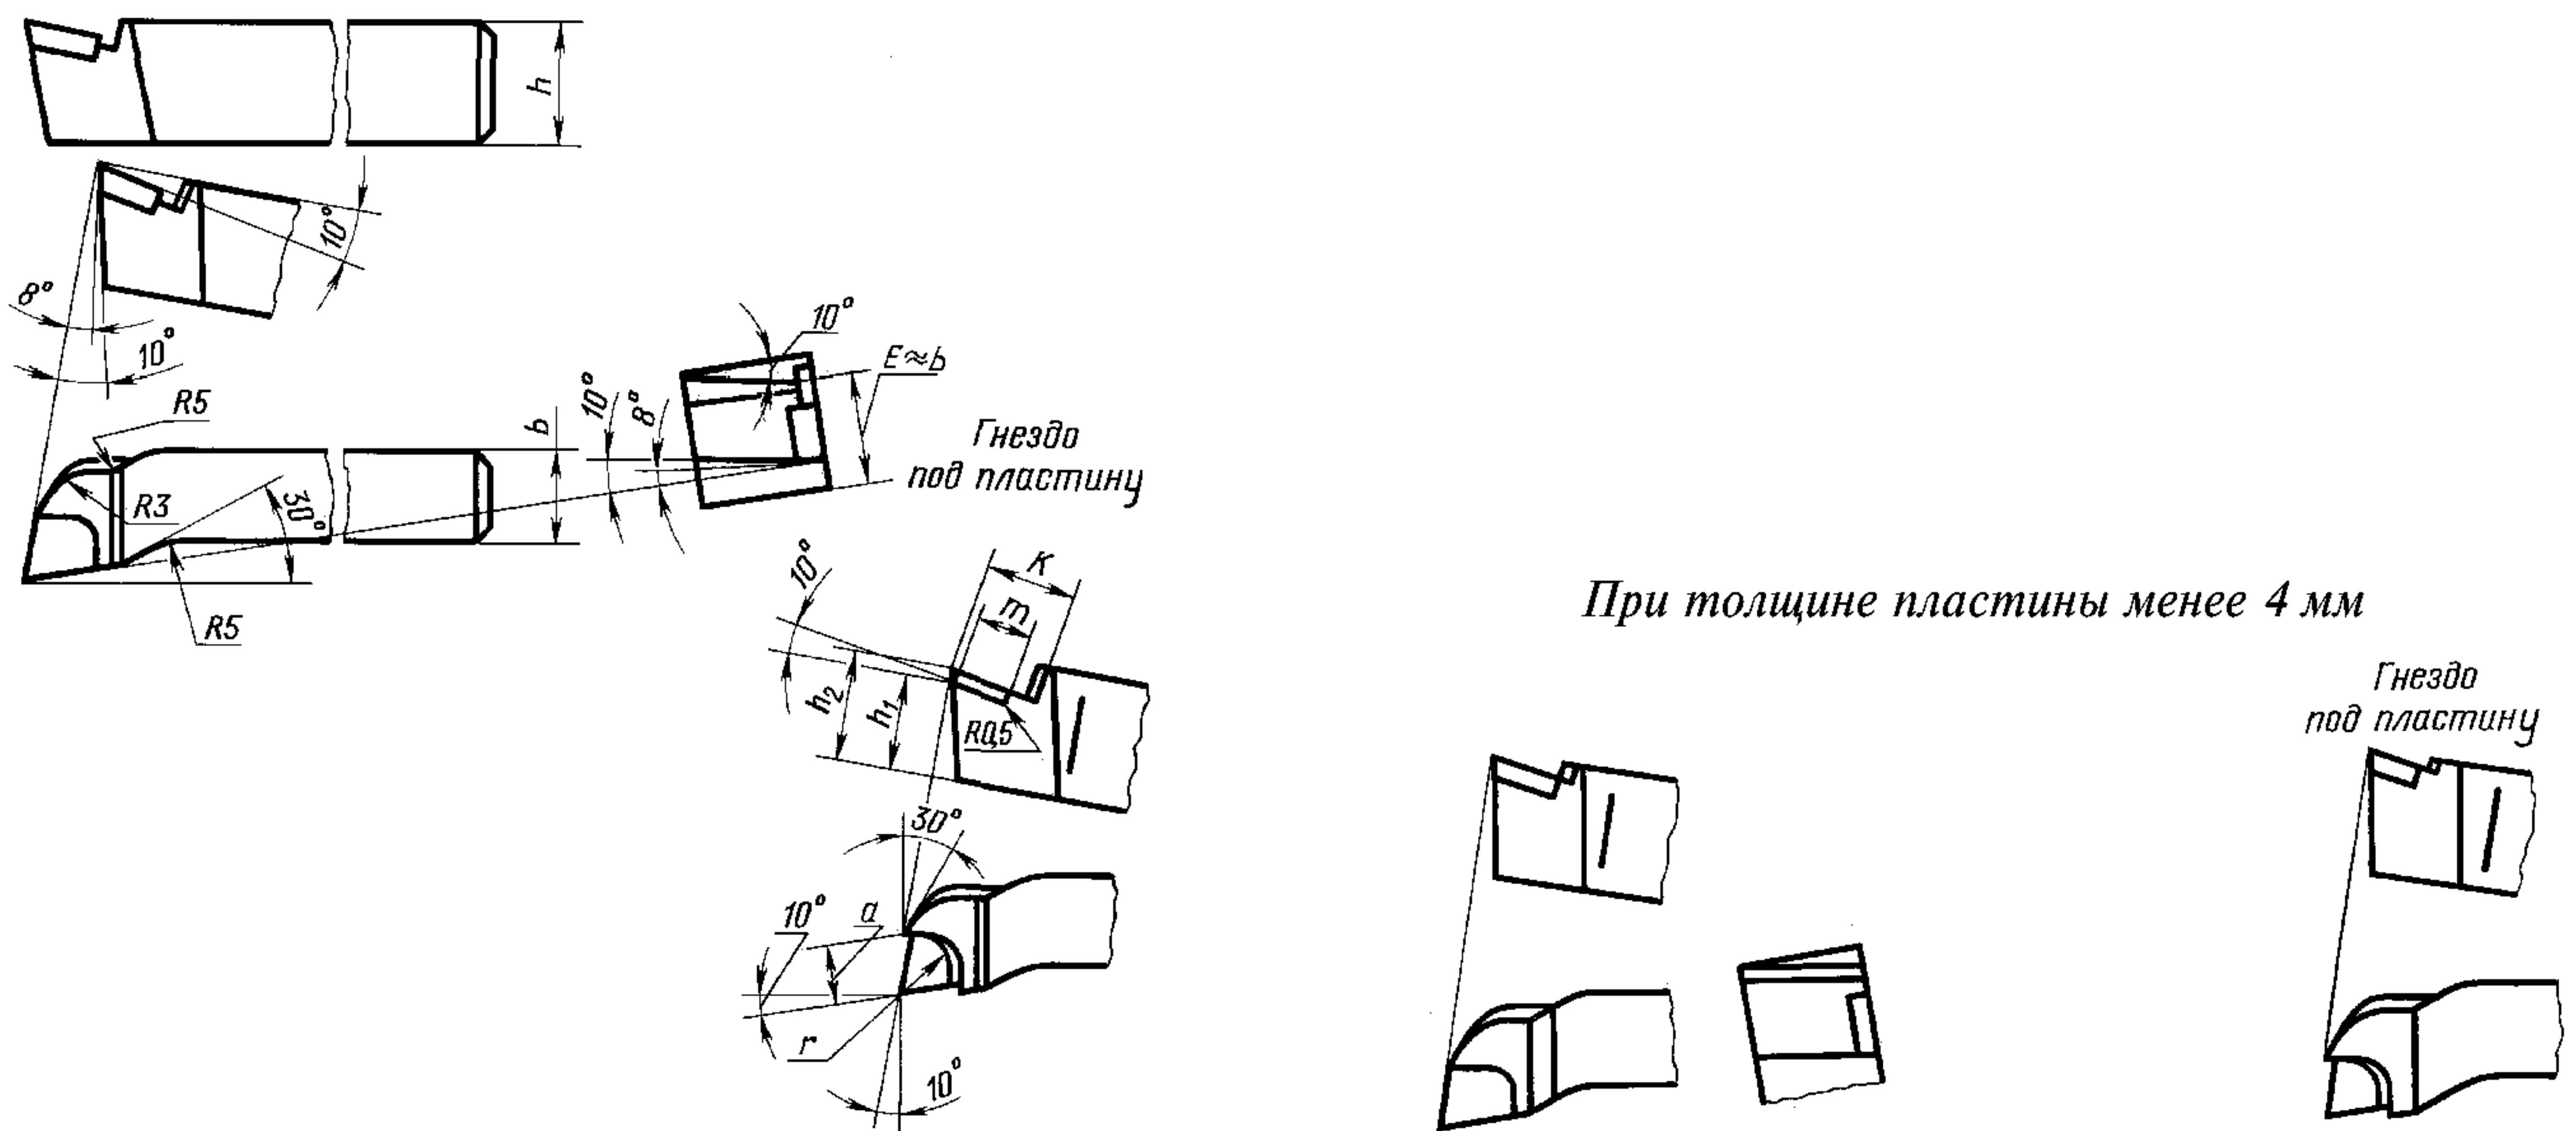 h
10°
8°
10°
10°
E≈b
R5
b
10°
8°
Гнездо
под пластину
R3
30°
R5
10°
K
m
При толщине пластины менее 4 мм
h₂
h₁
R0,5
Гнездо
под пластину
30°
10°
a
r
10°